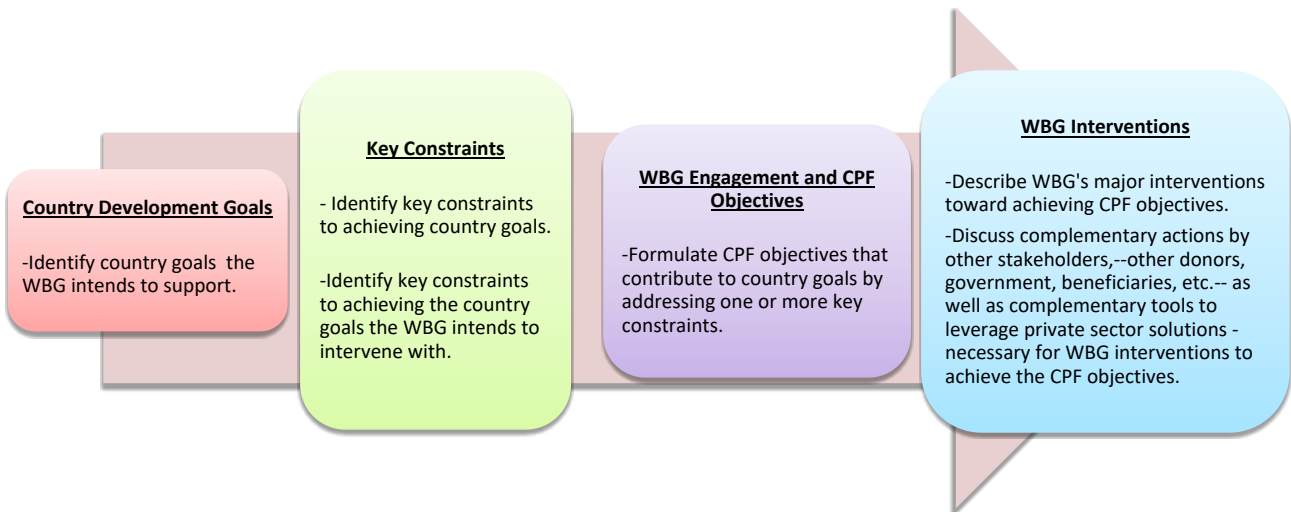 Country Development Goals
-Identify country goals  the
WBG intends to support.
Key Constraints
- Identify key constraints
to achieving country goals.
-Identify key constraints
to achieving the country
goals the WBG intends to
intervene with.
WBG Engagement and CPF
Objectives
-Formulate CPF objectives that
contribute to country goals by
addressing one or more key
constraints.
WBG Interventions
-Describe WBG's major interventions
toward achieving CPF objectives.
-Discuss complementary actions by
other stakeholders,--other donors,
government, beneficiaries, etc.-- as
well as complementary tools to
leverage private sector solutions -
necessary for WBG interventions to
achieve the CPF objectives.